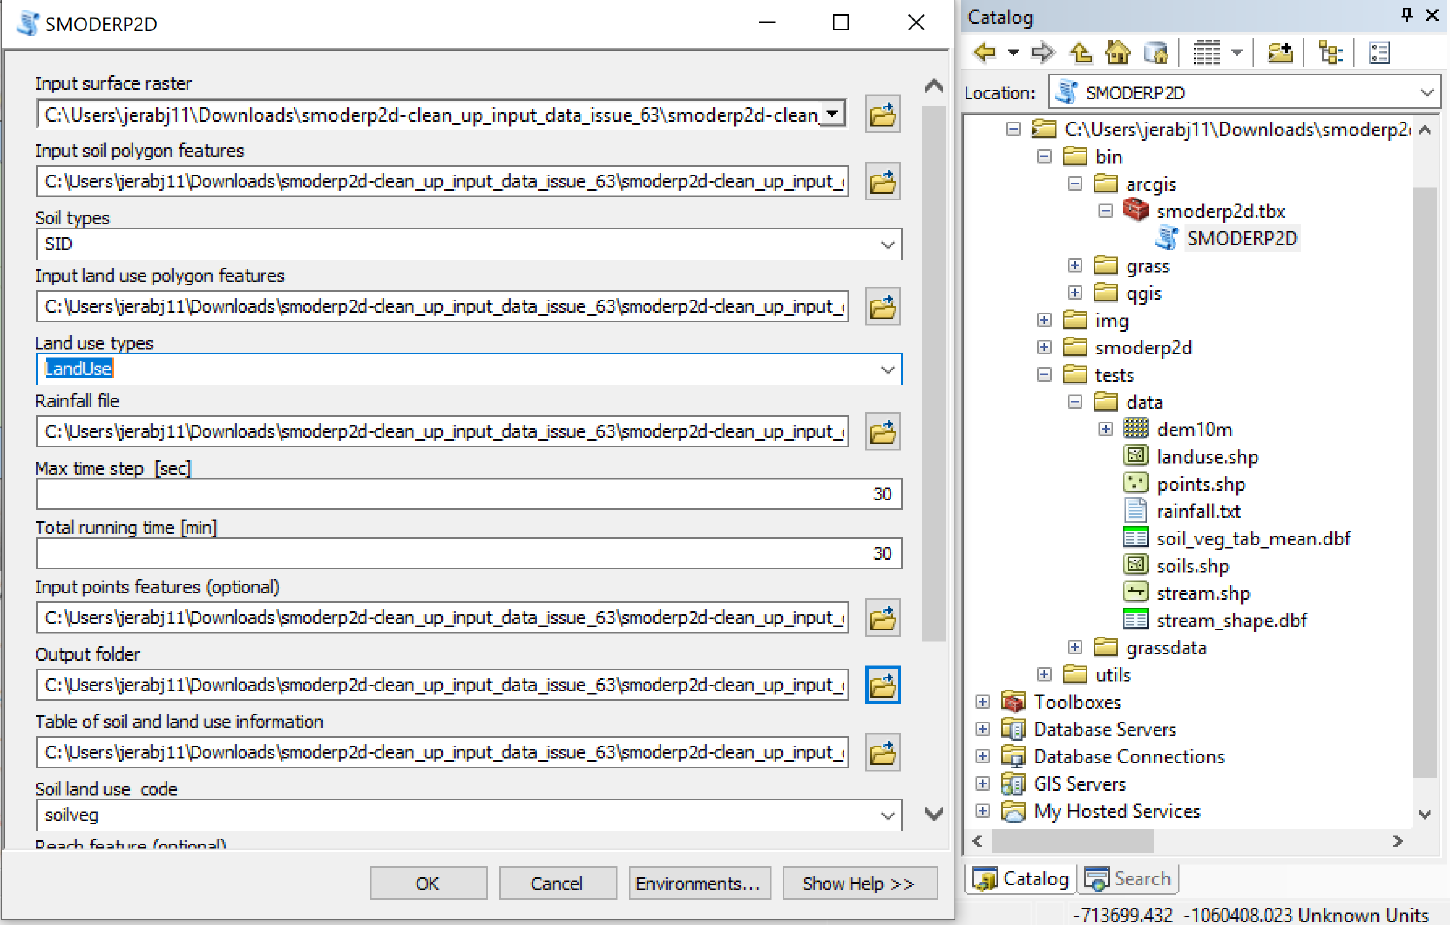 SMODERP2D
Input surface raster
C:\Users\jerabj11\Downloads\smoderp2d-clean_up_input_data_issue_63\smoderp2d-clean_
Input soil polygon features
C:\Users\jerabj11\Downloads\smoderp2d-clean_up_input_data_issue_63\smoderp2d-clean_up_input_
Soil types
SID
Input land use polygon features
C:\Users\jerabj11\Downloads\smoderp2d-clean_up_input_data_issue_63\smoderp2d-clean_up_input_
Land use types
LandUse
Rainfall file
C:\Users\jerabj11\Downloads\smoderp2d-clean_up_input_data_issue_63\smoderp2d-clean_up_input_
Max time step [sec]
30
Total running time [min]
30
Input points features (optional)
C:\Users\jerabj11\Downloads\smoderp2d-clean_up_input_data_issue_63\smoderp2d-clean_up_input_
Output folder
C:\Users\jerabj11\Downloads\smoderp2d-clean_up_input_data_issue_63\smoderp2d-clean_up_input_
Table of soil and land use information
C:\Users\jerabj11\Downloads\smoderp2d-clean_up_input_data_issue_63\smoderp2d-clean_up_input_
Soil land use code
soilveg
Reach feature (optional)
OK
Cancel
Environments...
Show Help >>
Catalog
Location:
SMODERP2D
C:\Users\jerabj11\Downloads\smoderp2
bin
arcgis
smoderp2d.tbx
SMODERP2D
grass
qgis
img
smoderp2d
tests
data
dem10m
landuse.shp
points.shp
rainfall.txt
soil_veg_tab_mean.dbf
soils.shp
stream.shp
stream_shape.dbf
grassdata
utils
Toolboxes
Database Servers
Database Connections
GIS Servers
My Hosted Services
Catalog
Search
-713699.432 -1060408.023 Unknown Units